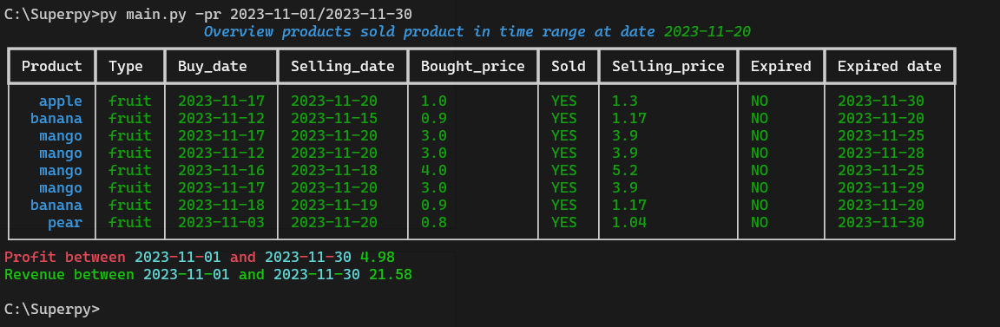 C:\Superpy>py main.py -pr 2023-11-01/2023-11-30
Overview products sold product in time range at date 2023-11-20
Product Type Buy_date Selling_date Bought_price Sold Selling_price Expired Expired date
apple fruit 2023-11-17 2023-11-20 1.0 YES 1.3 NO 2023-11-30
banana fruit 2023-11-12 2023-11-15 0.9 YES 1.17 NO 2023-11-20
mango fruit 2023-11-17 2023-11-20 3.0 YES 3.9 NO 2023-11-25
mango fruit 2023-11-12 2023-11-20 3.0 YES 3.9 NO 2023-11-28
mango fruit 2023-11-16 2023-11-18 4.0 YES 5.2 NO 2023-11-25
mango fruit 2023-11-17 2023-11-20 3.0 YES 3.9 NO 2023-11-29
banana fruit 2023-11-18 2023-11-19 0.9 YES 1.17 NO 2023-11-20
pear fruit 2023-11-03 2023-11-20 0.8 YES 1.04 NO 2023-11-30
Profit between 2023-11-01 and 2023-11-30 4.98
Revenue between 2023-11-01 and 2023-11-30 21.58
C:\Superpy>